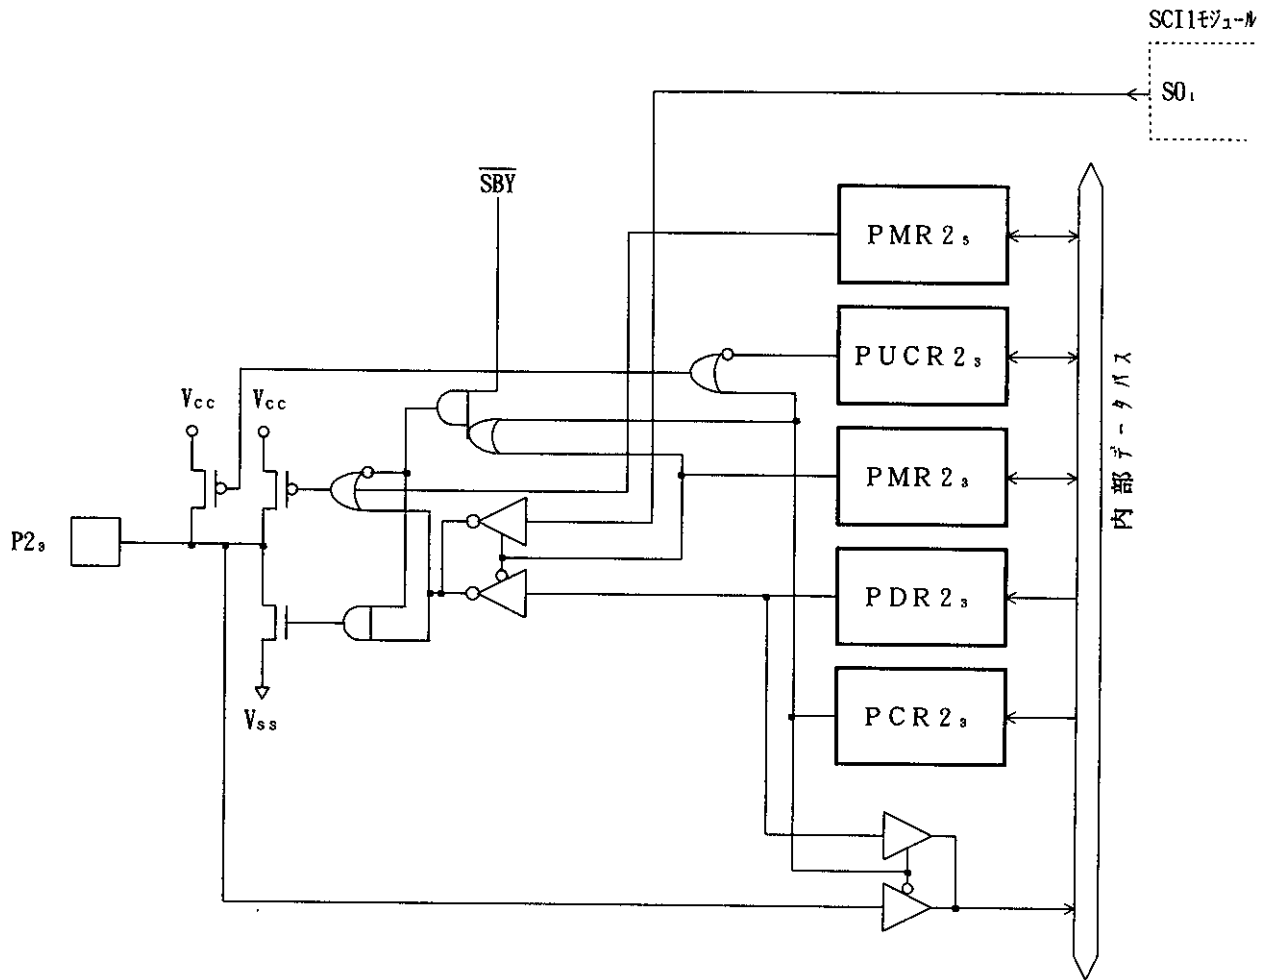 SCI1モジュール
SO₁
SBY
PMR2₅
PUCR2₃
Vcc Vcc
PMR2₃
内部データバス
P2₃
PDR2₃
PCR2₃
Vss